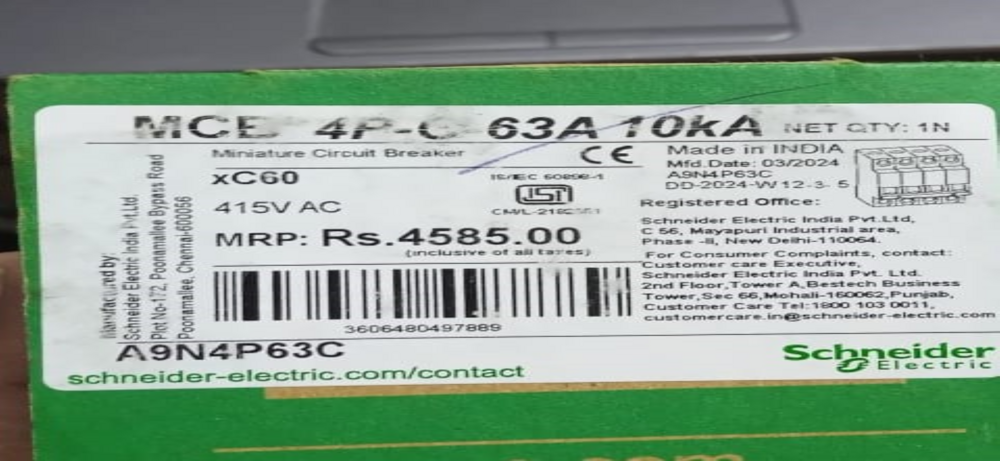 MCB 4P-C 63A 10kA NET QTY: 1N
Miniature Circuit Breaker
CE
xC60
IS/IEC 60898-1
415V AC
ISI
MRP: Rs.4585.00
(inclusive of all taxes)
3606480497889
A9N4P63C
schneider-electric.com/contact
Manufactured by:
Schneider Electric India Pvt.Ltd.
Plot No-172, Poonamallee Bypass Road
Poonamallee, Chennai-600056
Made in INDIA
Mfd.Date: 03/2024
A9N4P63C
DD-2024-W12-3- 5
Registered Office:
Schneider Electric India Pvt.Ltd,
C 56, Mayapuri Industrial area,
Phase -II, New Delhi-110064.
For Consumer Complaints, contact:
Customer care Executive,
Schneider Electric India Pvt. Ltd.
2nd Floor,Tower A,Bestech Business
Tower,Sec 66,Mohali-160062,Punjab,
Customer Care Tel:1800 103 0011,
customercare.in@schneider-electric.com
Schneider
Electric